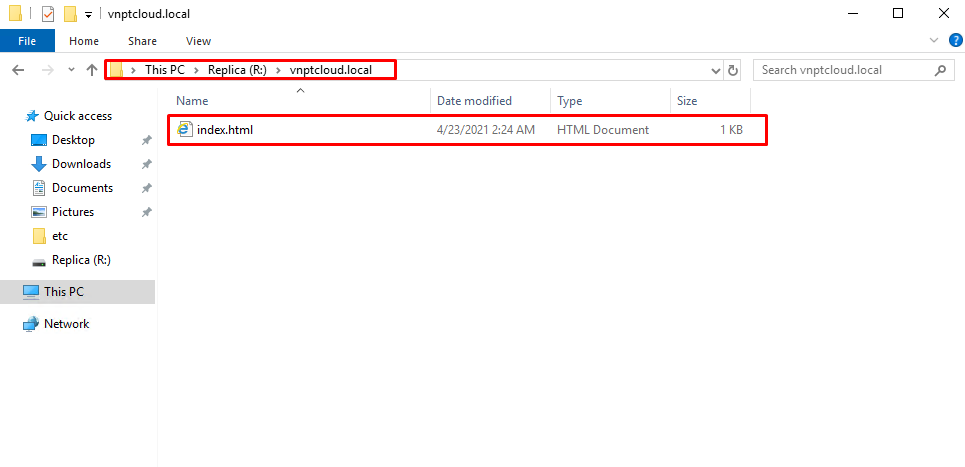 vnptcloud.local
File Home Share View
This PC Replica (R:) vnptcloud.local Search vnptcloud.local
Name Date modified Type Size
index.html 4/23/2021 2:24 AM HTML Document 1 KB
Quick access
Desktop
Downloads
Documents
Pictures
etc
Replica (R:)
This PC
Network